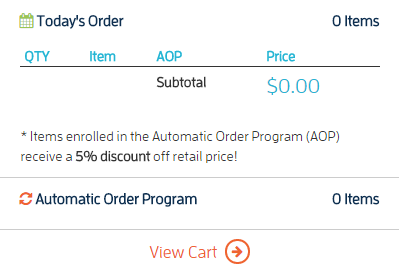 Today's Order 0 Items
QTY Item AOP Price
Subtotal $0.00
* Items enrolled in the Automatic Order Program (AOP)
receive a 5% discount off retail price!
Automatic Order Program 0 Items
View Cart